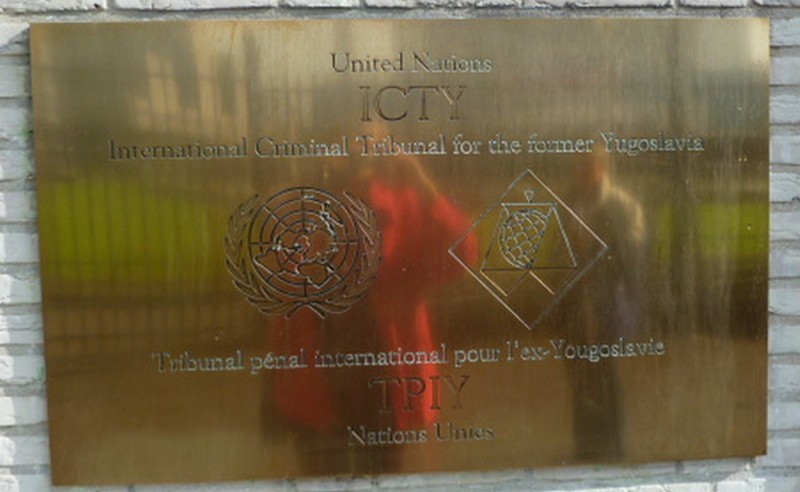 United Nations
ICTY
International Criminal Tribunal for the former Yugoslavia
Tribunal pénal international pour l'ex-Yougoslavie
TPIY
Nations Unies